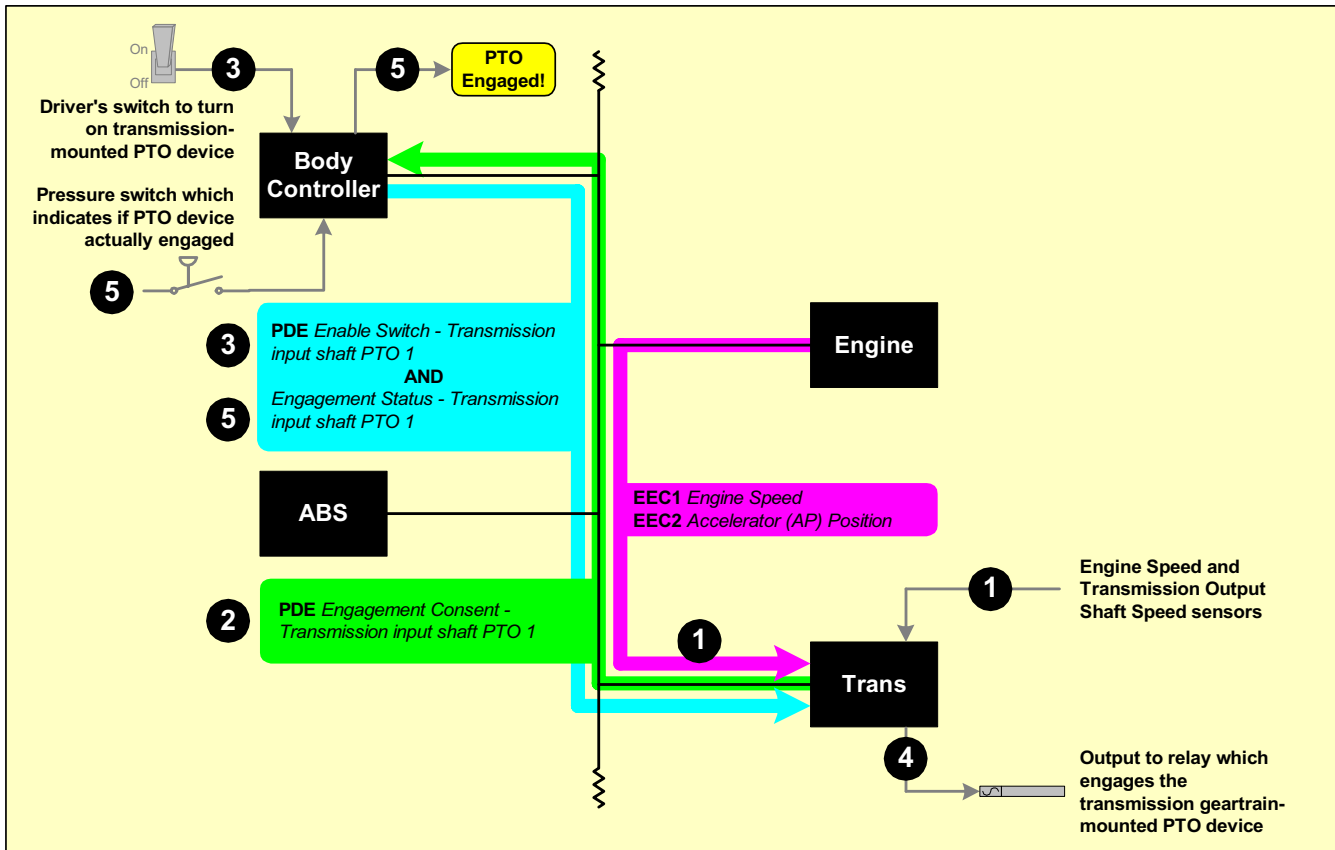 On
Off
3
5
PTO
Engaged!
Driver's switch to turn
on transmission-
mounted PTO device
Body
Controller
Pressure switch which
indicates if PTO device
actually engaged
5
3
PDE Enable Switch - Transmission
input shaft PTO 1
AND
5
Engagement Status - Transmission
input shaft PTO 1
Engine
ABS
EEC1 Engine Speed
EEC2 Accelerator (AP) Position
2
PDE Engagement Consent -
Transmission input shaft PTO 1
1
1
Engine Speed and
Transmission Output
Shaft Speed sensors
Trans
4
Output to relay which
engages the
transmission geartrain-
mounted PTO device